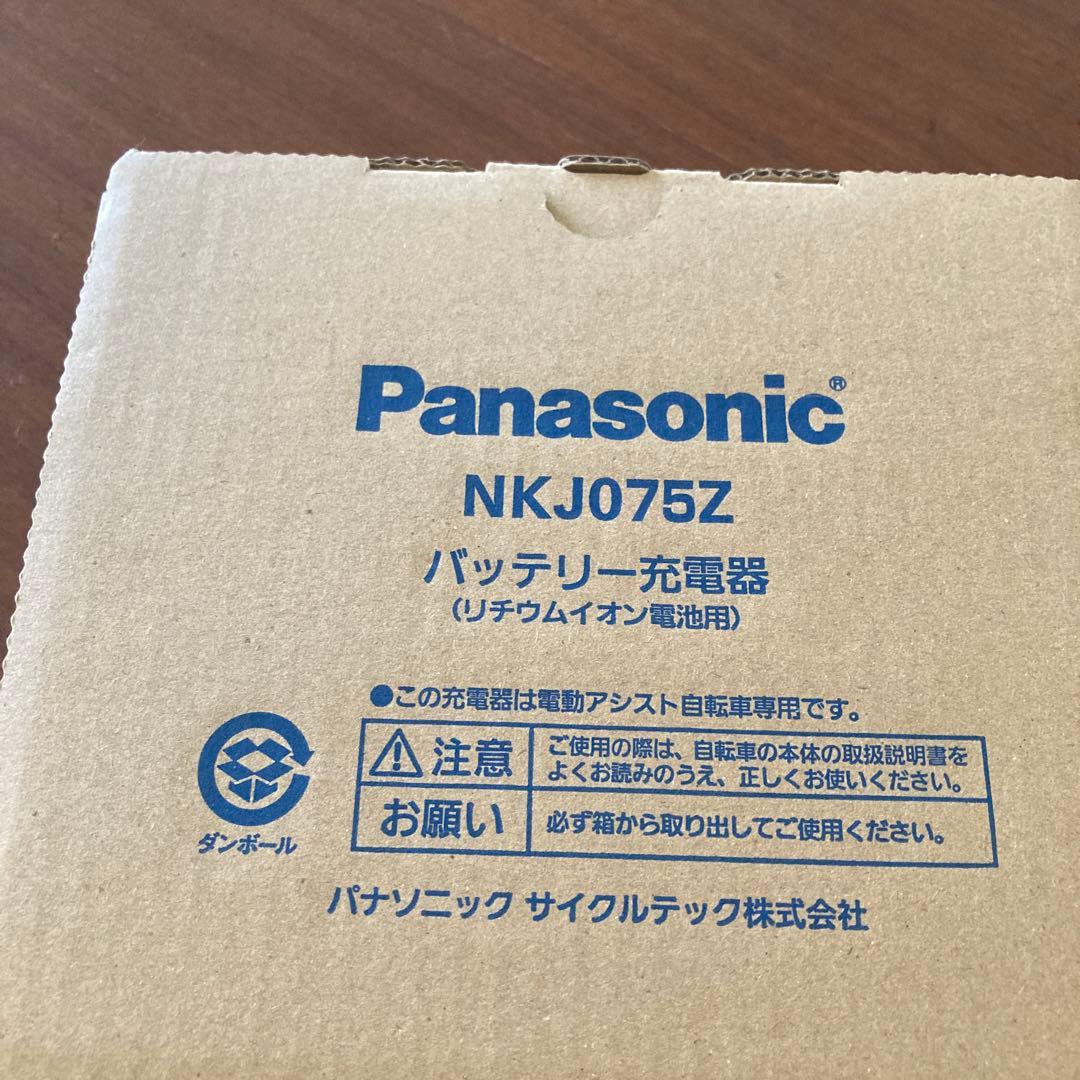 Panasonic®
NKJ075Z
バッテリー充電器
(リチウムイオン電池用)
●この充電器は電動アシスト自転車専用です。
注意
ご使用の際は、自転車の本体の取扱説明書を
よくお読みのうえ、正しくお使いください。
お願い
必ず箱から取り出してご使用ください。
ダンボール
パナソニック サイクルテック株式会社